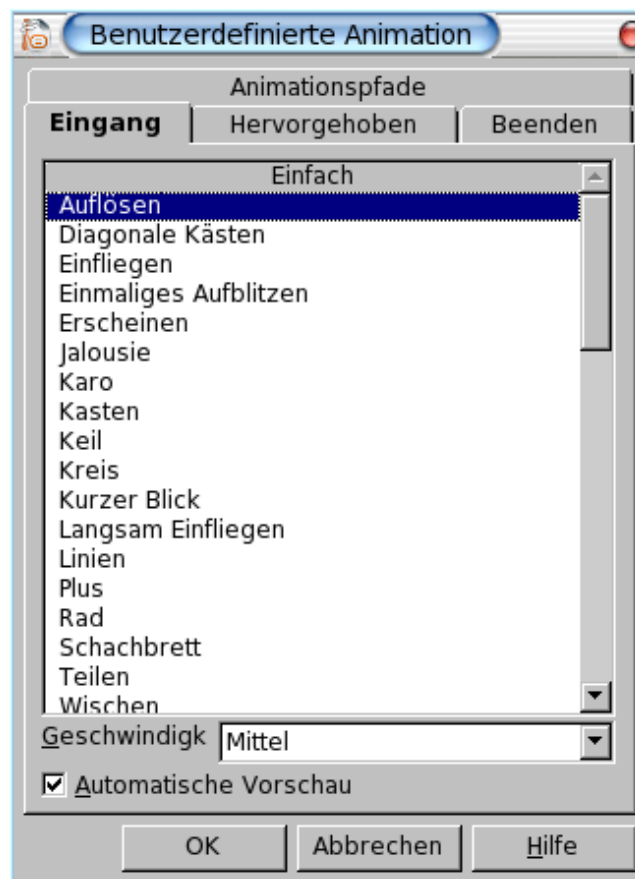 Benutzerdefinierte Animation
Animationspfade
Eingang Hervorgehoben Beenden
Einfach
Auflösen
Diagonale Kästen
Einfliegen
Einmaliges Aufblitzen
Erscheinen
Jalousie
Karo
Kasten
Keil
Kreis
Kurzer Blick
Langsam Einfliegen
Linien
Plus
Rad
Schachbrett
Teilen
Wischen
Geschwindigk Mittel
Automatische Vorschau
OK Abbrechen Hilfe